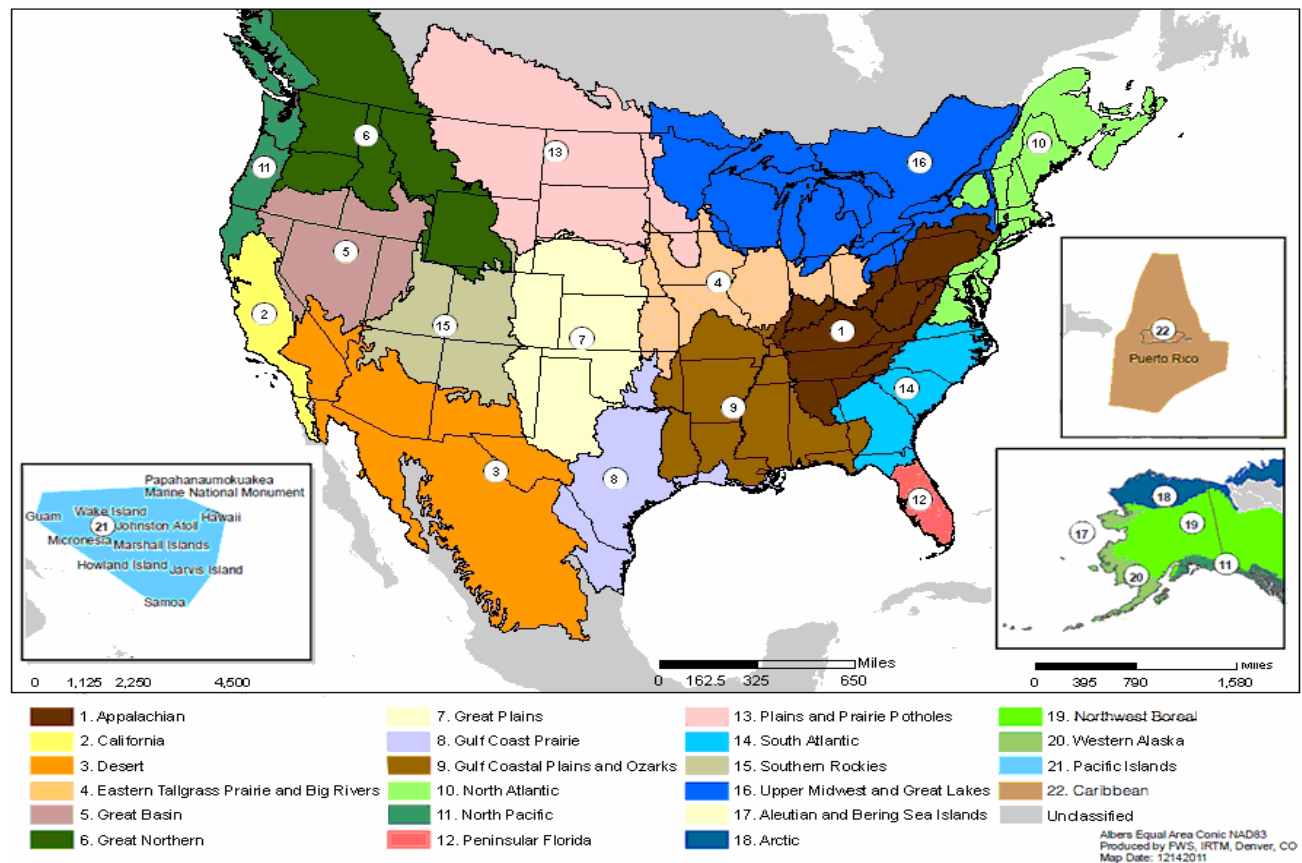 6
13
10
11
16
5
4
2
15
7
1
22
Puerto Rico
14
9
3
8
12
Papahanaumokuakea
Marine National Monument
Guam
Wake Island
Hawaii
21
Johnston Atoll
Micronesia
Marshall Islands
Howland Island
Jarvis Island
Samoa
18
19
17
20
11
0 1,125 2,250 4,500
Miles
0 162.5 325 650
Miles
0 395 790 1,580
1. Appalachian
2. California
3. Desert
4. Eastern Tallgrass Prairie and Big Rivers
5. Great Basin
6. Great Northern
7. Great Plains
8. Gulf Coast Prairie
9. Gulf Coastal Plains and Ozarks
10. North Atlantic
11. North Pacific
12. Peninsular Florida
13. Plains and Prairie Potholes
14. South Atlantic
15. Southern Rockies
16. Upper Midwest and Great Lakes
17. Aleutian and Bering Sea Islands
18. Arctic
19. Northwest Boreal
20. Western Alaska
21. Pacific Islands
22. Caribbean
Unclassified
Albers Equal Area Conic NAD83
Produced by FWS, IRTM, Denver, CO
Map Date: 12142011